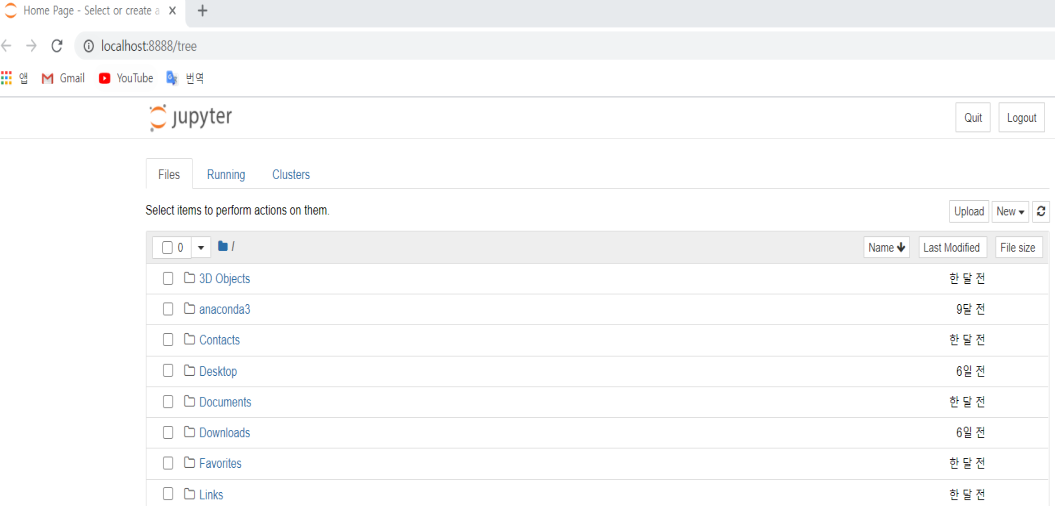 Home Page - Select or create a
localhost:8888/tree
앱 Gmail YouTube 번역
jupyter Quit Logout
Files Running Clusters
Select items to perform actions on them. Upload New
0 / Name Last Modified File size
3D Objects 한 달 전
anaconda3 9달 전
Contacts 한 달 전
Desktop 6일 전
Documents 한 달 전
Downloads 6일 전
Favorites 한 달 전
Links 한 달 전